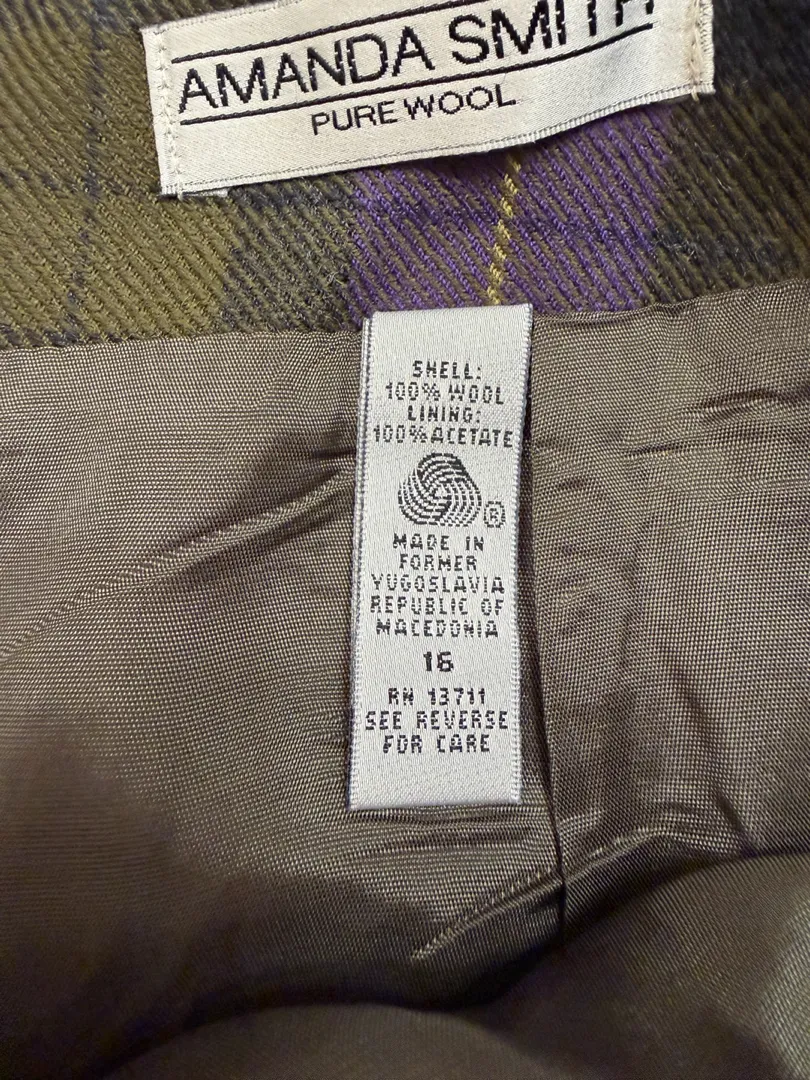 AMANDA SMITH
PURE WOOL
SHELL:
100% WOOL
LINING:
100% ACETATE
®
MADE IN
FORMER
YUGOSLAVIA
REPUBLIC OF
MACEDONIA
16
RN 13711
SEE REVERSE
FOR CARE